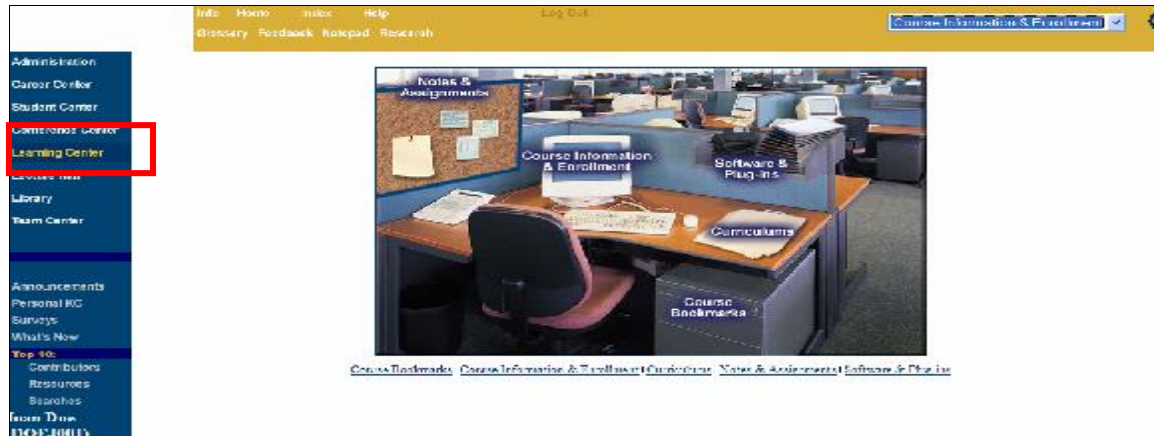 Info Home Index Help Log Out
Glossary Feedback Notepad Research
Course Information & Enrollment
Administration
Career Center
Student Center
Conference Center
Learning Center
Lecture Hall
Library
Team Center
Announcements
Personal KC
Surveys
What's New
Top 10:
Contributors
Resources
Searches
Notes &
Assignments
Course Information
& Enrollment
Software &
Plug-ins
Curriculums
Course
Bookmarks
Course Bookmarks Course Information & Enrollment Curriculums Notes & Assignments Software & Plug-ins